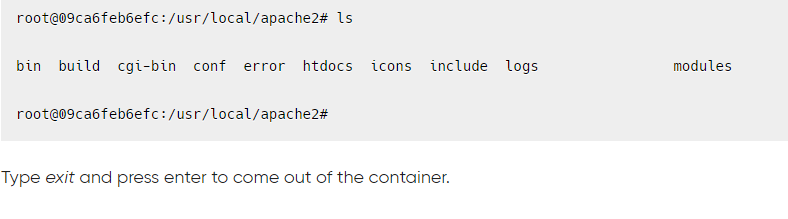 root@09ca6feb6efc:/usr/local/apache2# ls
bin build cgi-bin conf error htdocs icons include logs modules
root@09ca6feb6efc:/usr/local/apache2#
Type exit and press enter to come out of the container.